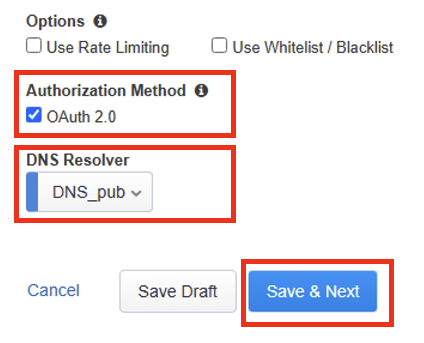 Options
Use Rate Limiting Use Whitelist / Blacklist
Authorization Method
OAuth 2.0
DNS Resolver
DNS_pub
Cancel Save Draft Save & Next